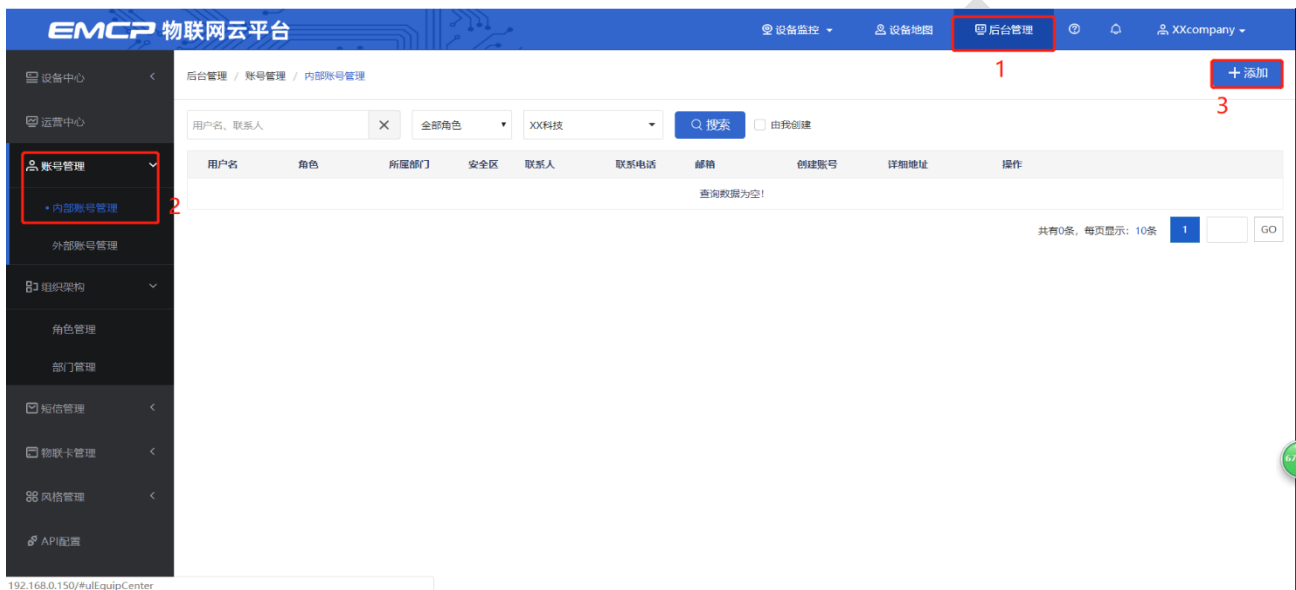 EMCP 物联网云平台
设备监控
设备地图
后台管理
XXcompany
1
设备中心
后台管理 / 账号管理 / 内部账号管理
添加
3
运营中心
用户名、联系人
全部角色
XX科技
搜索
由我创建
账号管理
用户名 角色 所属部门 安全区 联系人 联系电话 邮箱 创建账号 详细地址 操作
查询数据为空!
内部账号管理
2
共有0条, 每页显示: 10条 1 GO
外部账号管理
组织架构
角色管理
部门管理
短信管理
物联卡管理
67
风格管理
API配置
192.168.0.150/#ulEquipCenter